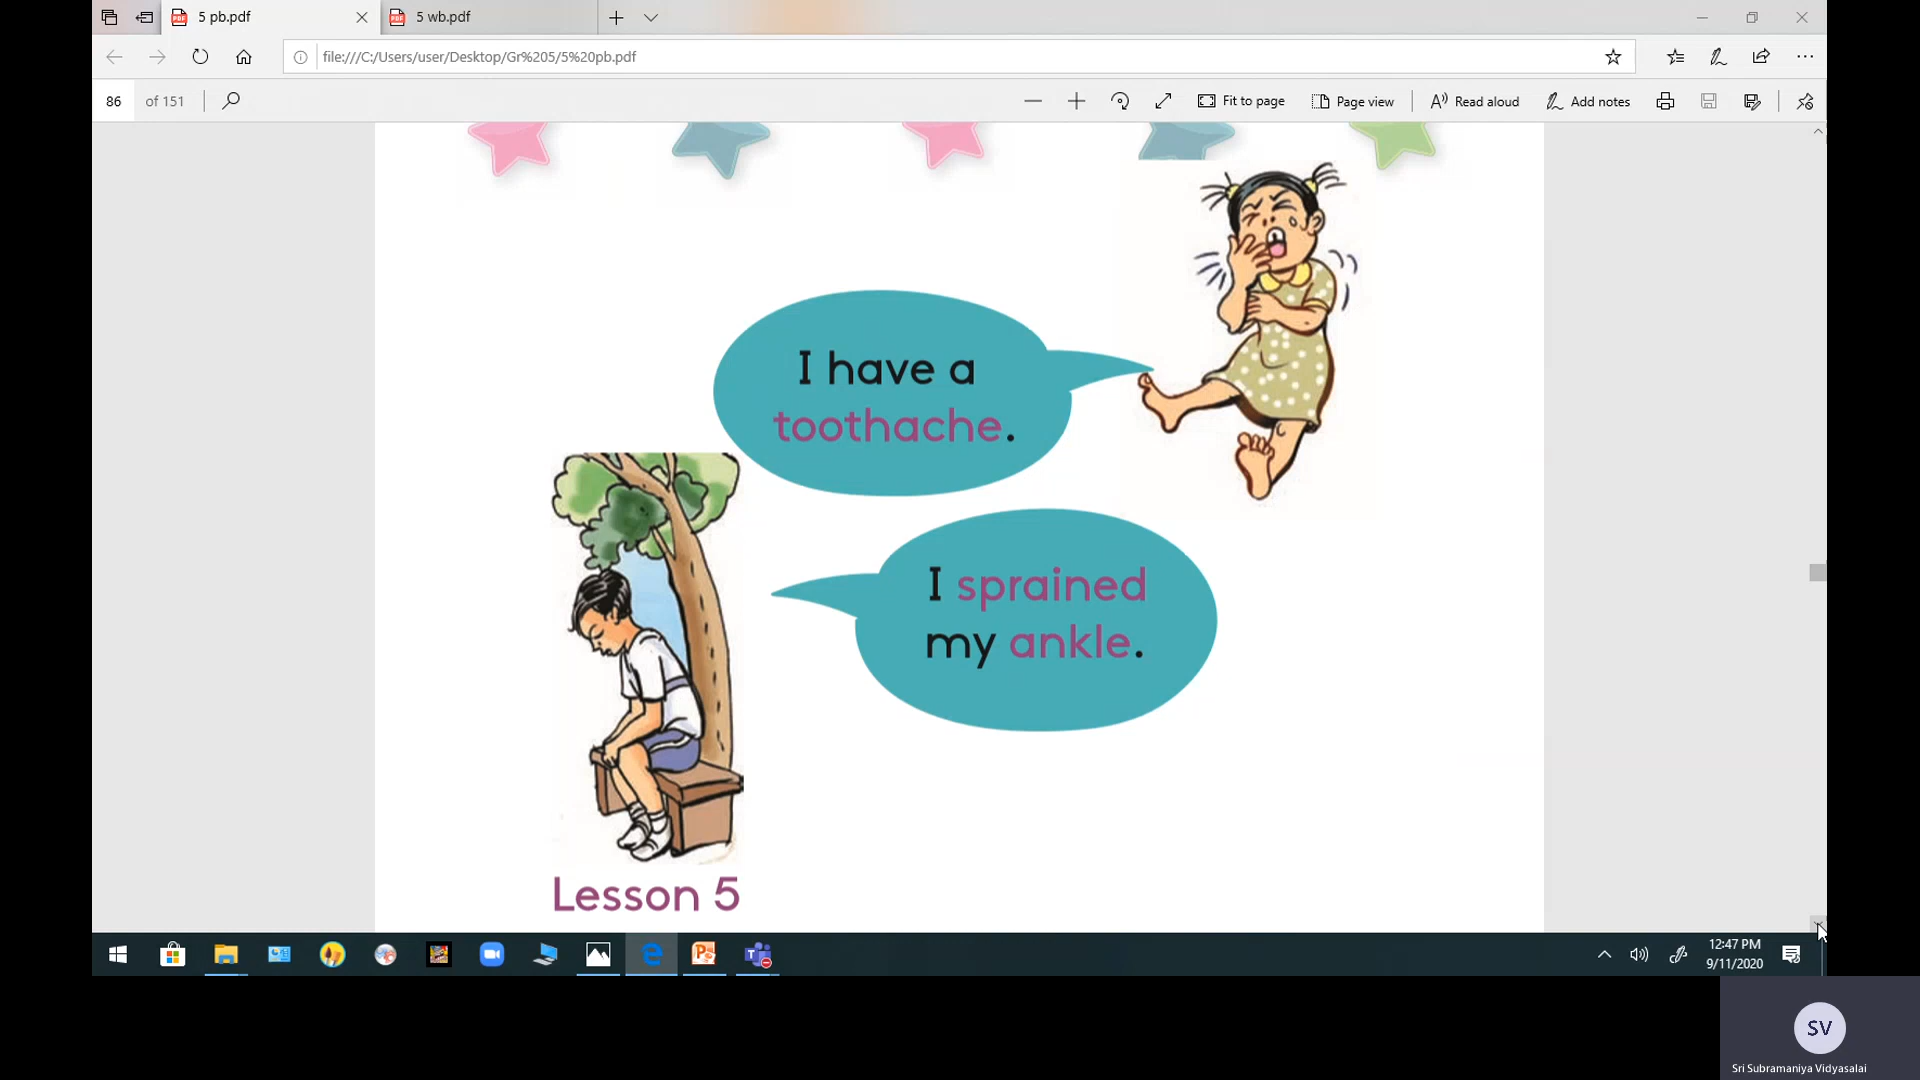 5 pb.pdf
5 wb.pdf
file:///C:/Users/user/Desktop/Gr%205/5%20pb.pdf
86 of 151
Fit to page
Page view
Read aloud
Add notes
I have a
toothache.
I sprained
my ankle.
Lesson 5
12:47 PM
9/11/2020
SV
Sri Subramaniya Vidyasalai